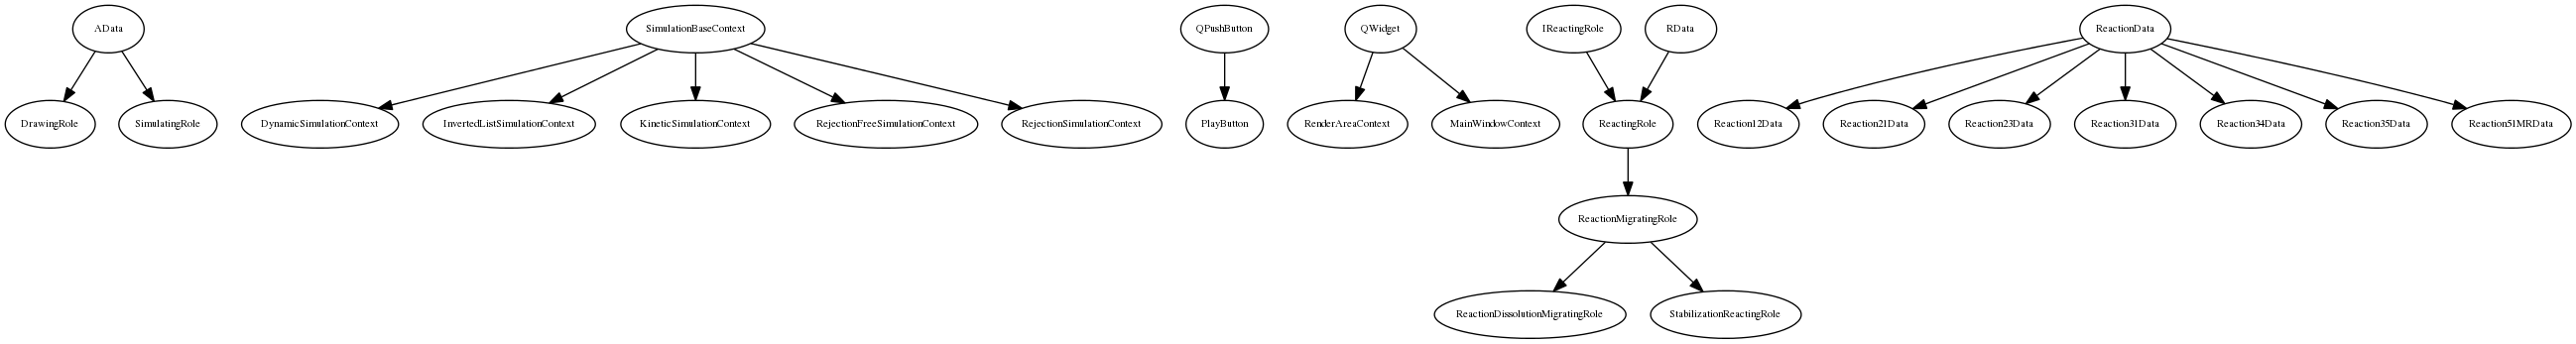 AData
SimulationBaseContext
QPushButton
QWidget
IReactingRole
RData
ReactionData
DrawingRole
SimulatingRole
DynamicSimulationContext
InvertedListSimulationContext
KineticSimulationContext
RejectionFreeSimulationContext
RejectionSimulationContext
PlayButton
RenderAreaContext
MainWindowContext
ReactingRole
Reaction12Data
Reaction21Data
Reaction23Data
Reaction31Data
Reaction34Data
Reaction35Data
Reaction51MRData
ReactionMigratingRole
ReactionDissolutionMigratingRole
StabilizationReactingRole